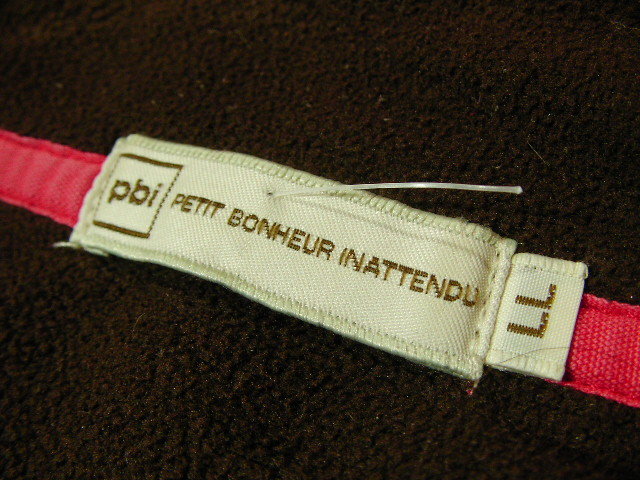 pbi PETIT BONHEUR INATTENDU
LL